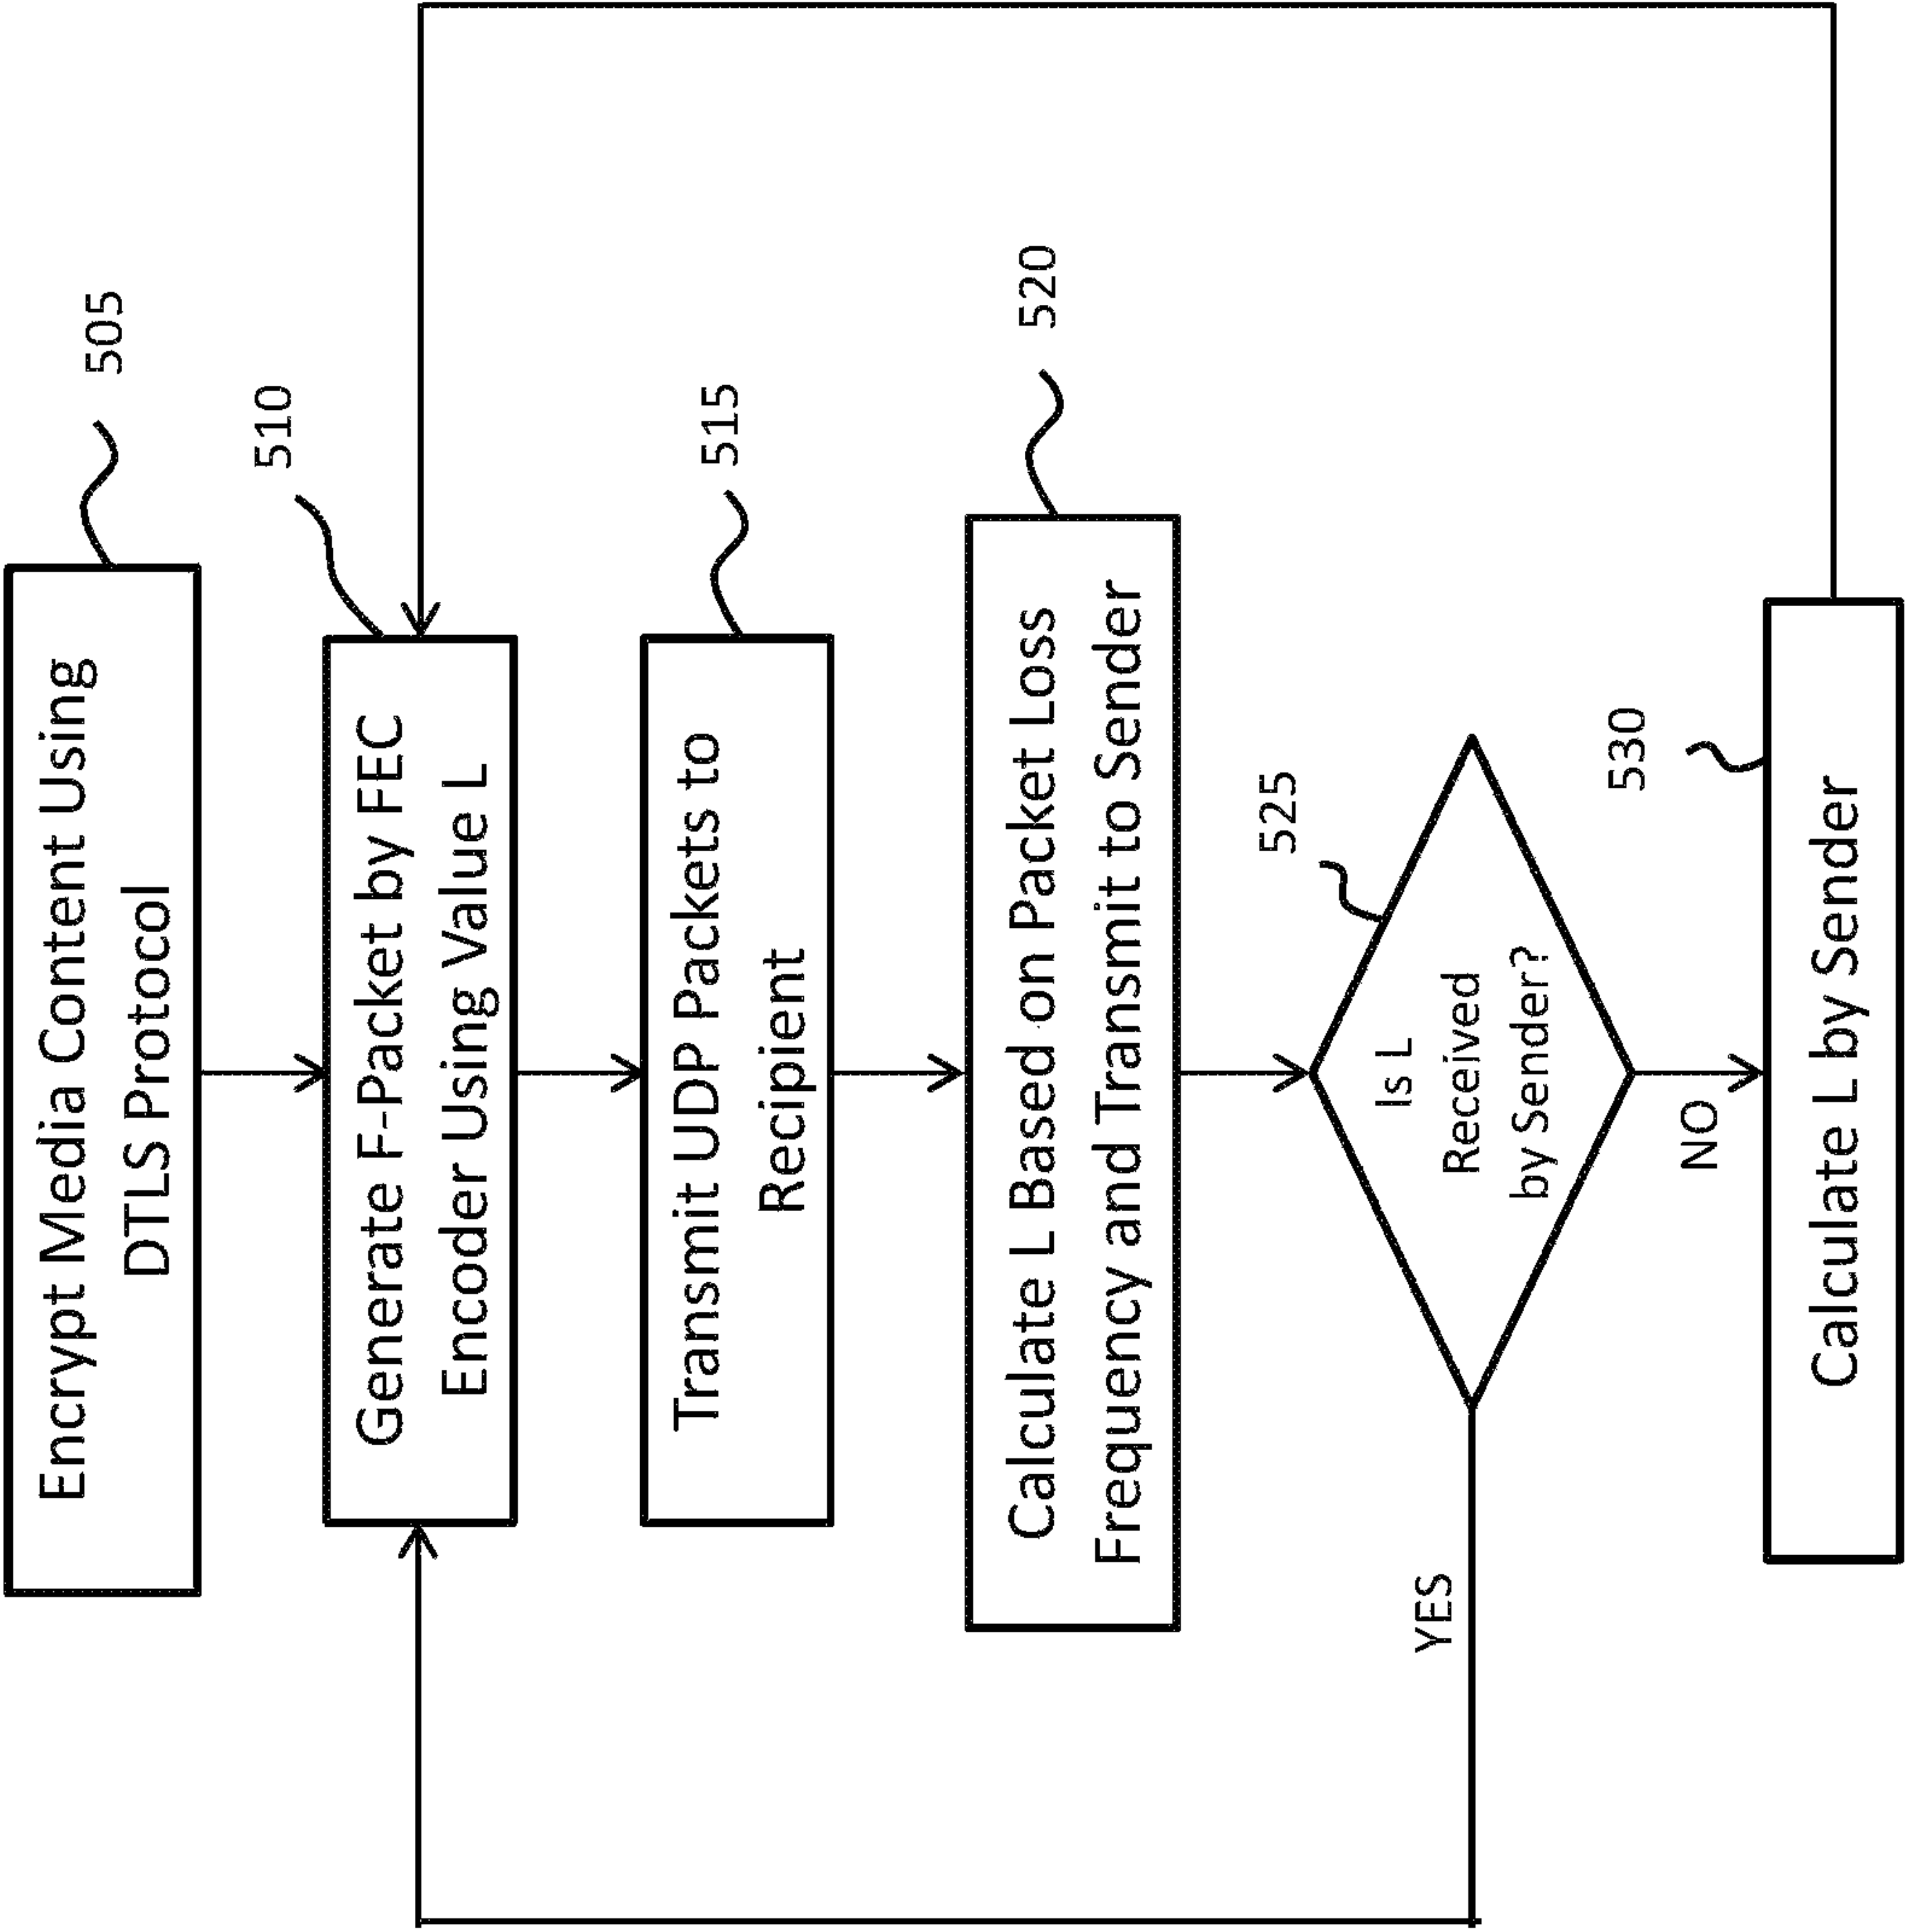 505
Encrypt Media Content Using
DTLS Protocol
510
Generate F-Packet by FEC
Encoder Using Value L
515
Transmit UDP Packets to
Recipient
520
Calculate L Based on Packet Loss
Frequency and Transmit to Sender
525
Is L
Received
by Sender?
YES
NO
530
Calculate L by Sender